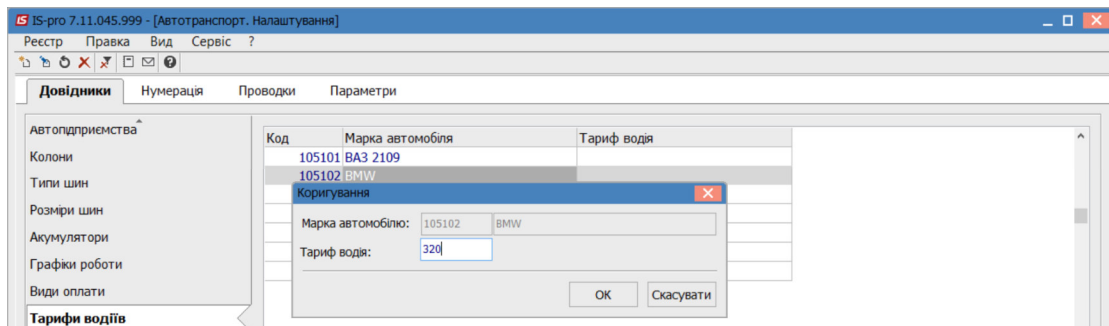 IS-pro 7.11.045.999 - [Автотранспорт. Налаштування]
Реєстр Правка Вид Сервіс ?
Довідники Нумерація Проводки Параметри
Автопідприємства
Колони
Типи шин
Розміри шин
Акумулятори
Графіки роботи
Види оплати
Тарифи водіїв
Код Марка автомобіля Тариф водія
105101 ВАЗ 2109
105102 BMW
Коригування
Марка автомобілю: 105102 BMW
Тариф водія: 320
OK Скасувати